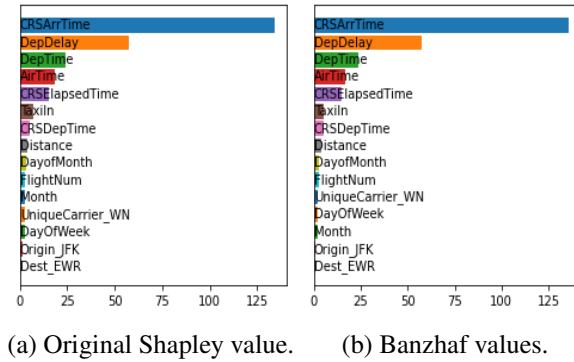 CRSArrTime
DepDelay
DepTime
AirTime
CRSElapsedTime
TaxiIn
CRSDepTime
Distance
DayofMonth
FlightNum
Month
UniqueCarrier_WN
DayOfWeek
Origin_JFK
Dest_EWR
0 25 50 75 100 125
(a) Original Shapley value.
CRSArrTime
DepDelay
DepTime
AirTime
CRSElapsedTime
TaxiIn
CRSDepTime
Distance
DayofMonth
FlightNum
UniqueCarrier_WN
DayOfWeek
Month
Origin_JFK
Dest_EWR
0 25 50 75 100 125
(b) Banzhaf values.